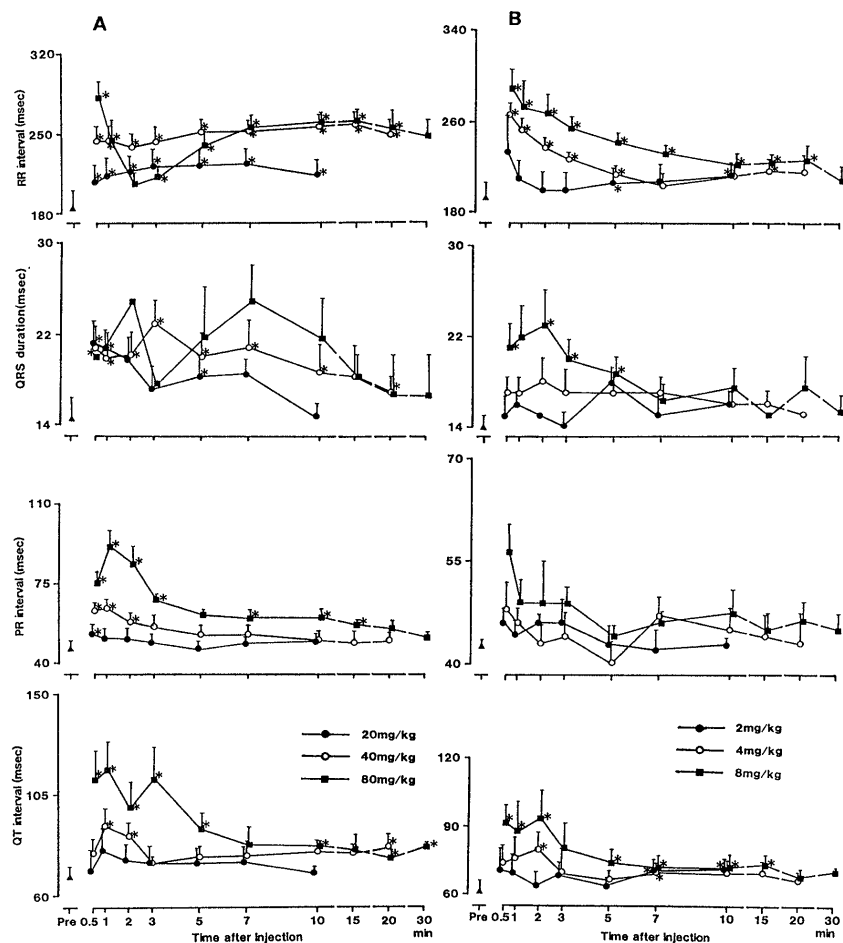 A
B
RR interval (msec)
320
250
180
340
260
180
QRS duration(msec)
30
22
14
30
22
14
PR interval (msec)
110
75
40
70
55
40
QT interval (msec)
150
105
60
120
90
60
20mg/kg
40mg/kg
80mg/kg
2mg/kg
4mg/kg
8mg/kg
Pre 0.5 1 2 3 5 7 10 15 20 30
Time after injection min
Pre 0.5 1 2 3 5 7 10 15 20 30
Time after injection min